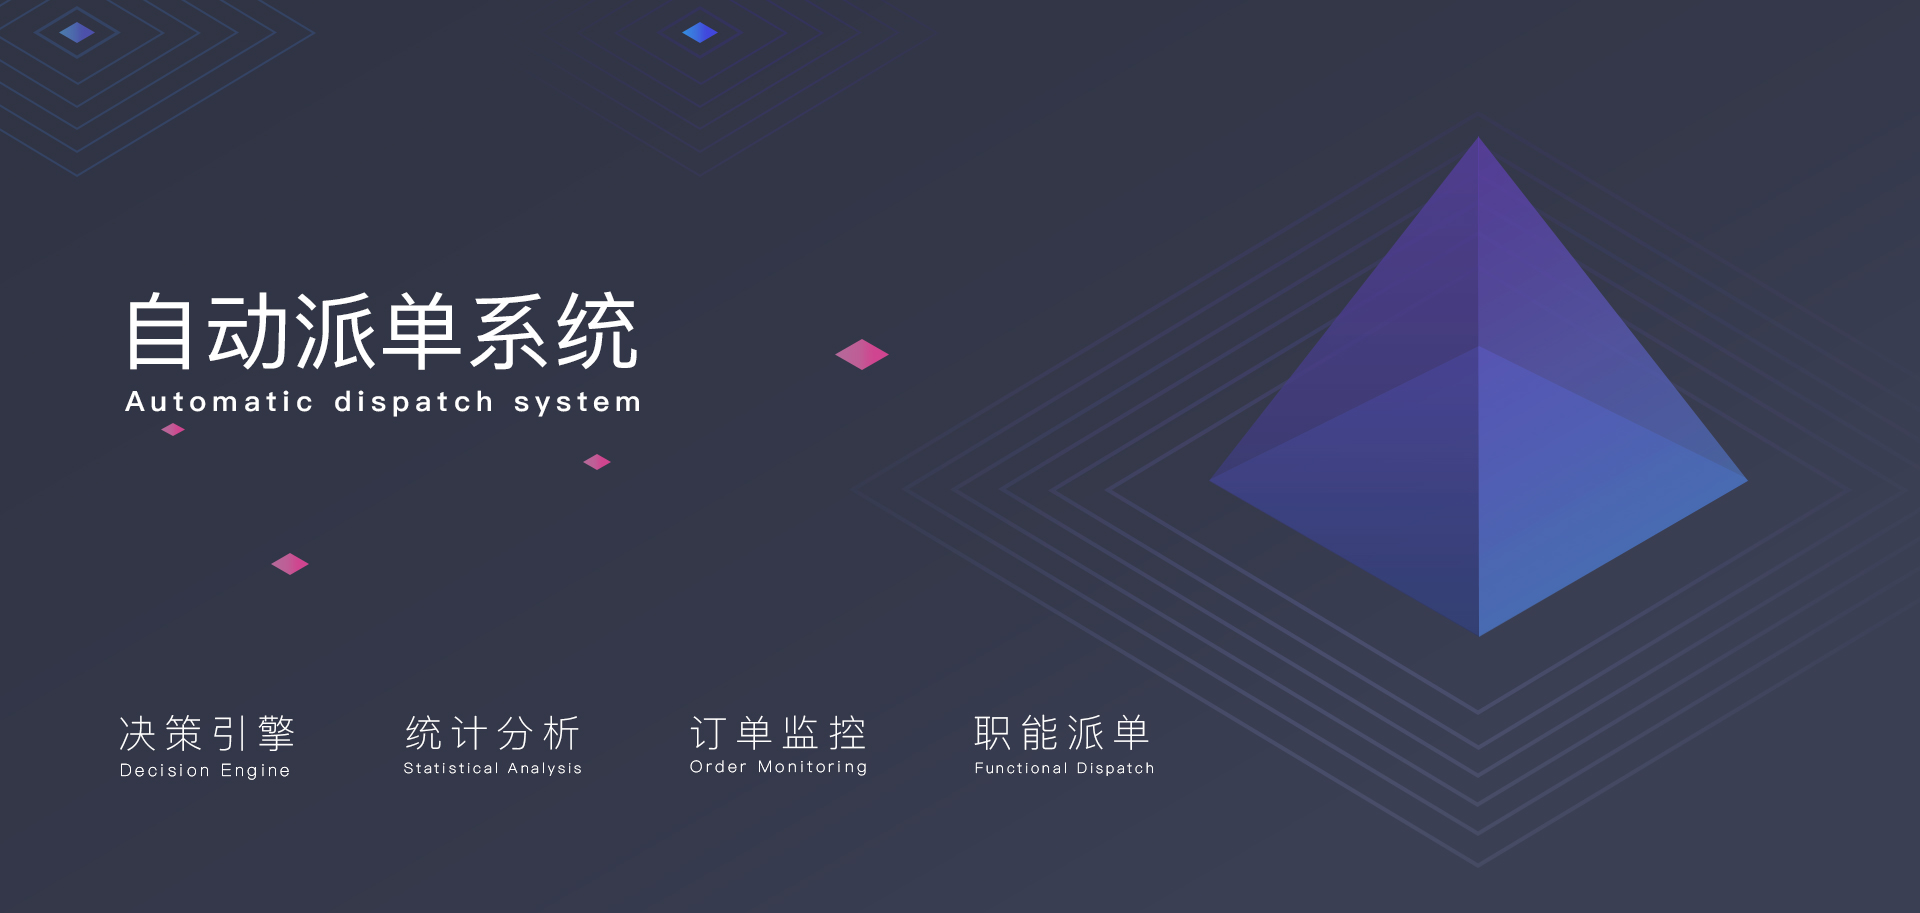 自动派单系统
Automatic dispatch system
决策引擎
Decision Engine
统计分析
Statistical Analysis
订单监控
Order Monitoring
职能派单
Functional Dispatch